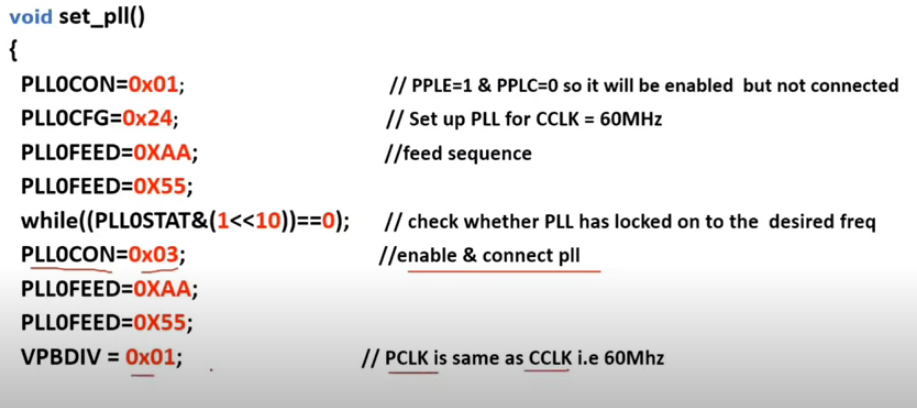 void set_pll()
{
PLL0CON=0x01; // PPLE=1 & PPLC=0 so it will be enabled but not connected
PLL0CFG=0x24; // Set up PLL for CCLK = 60MHz
PLL0FEED=0XAA; //feed sequence
PLL0FEED=0X55;
while((PLL0STAT&(1<<10))==0); // check whether PLL has locked on to the desired freq
PLL0CON=0x03; //enable & connect pll
PLL0FEED=0XAA;
PLL0FEED=0X55;
VPBDIV = 0x01; // PCLK is same as CCLK i.e 60Mhz